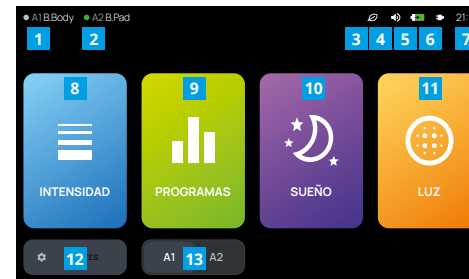 A1 B.Body A2 B.Pad 21:
1 2 3 4 5 6 7
8 9 10 11
INTENSIDAD PROGRAMAS SUEÑO LUZ
12 13
A1 A2